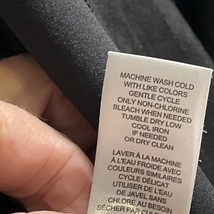 MACHINE WASH COLD
WITH LIKE COLORS
GENTLE CYCLE
ONLY NON-CHLORINE
BLEACH WHEN NEEDED
TUMBLE DRY LOW
COOL IRON
IF NEEDED
OR DRY CLEAN
LAVER À LA MACHINE
À L'EAU FROIDE AVEC
COULEURS SIMILAIRES
CYCLE DÉLICAT
UTILISER DE L'EAU
DE JAVEL SANS
CHLORE AU BESOIN
SÉCHER PAR